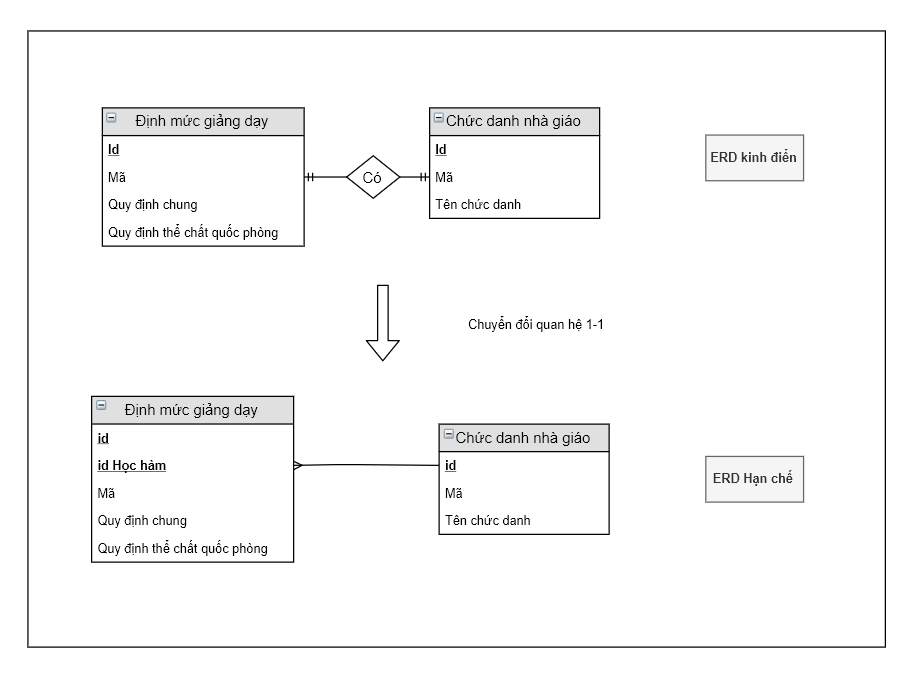 Định mức giảng dạy
Id
Mã
Quy định chung
Quy định thể chất quốc phòng
Có
Chức danh nhà giáo
Id
Mã
Tên chức danh
ERD kinh điển
Chuyển đổi quan hệ 1-1
Định mức giảng dạy
id
id Học hàm
Mã
Quy định chung
Quy định thể chất quốc phòng
Chức danh nhà giáo
id
Mã
Tên chức danh
ERD Hạn chế